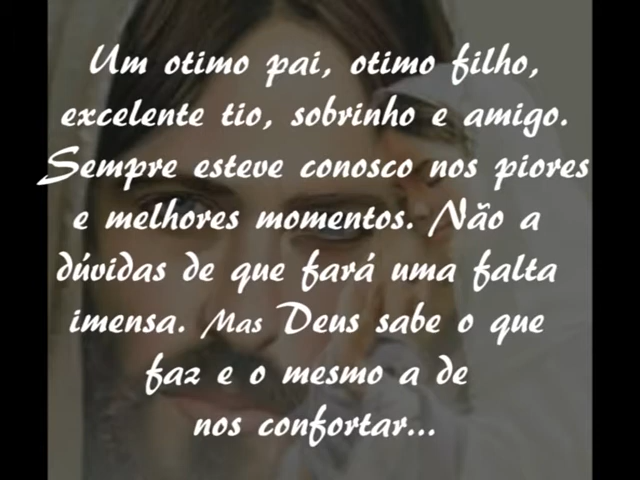 Um otimo pai, otimo filho,
excelente tio, sobrinho e amigo.
Sempre esteve conosco nos piores
e melhores momentos. Não a
dúvidas de que fará uma falta
imensa. Mas Deus sabe o que
faz e o mesmo a de
nos confortar...